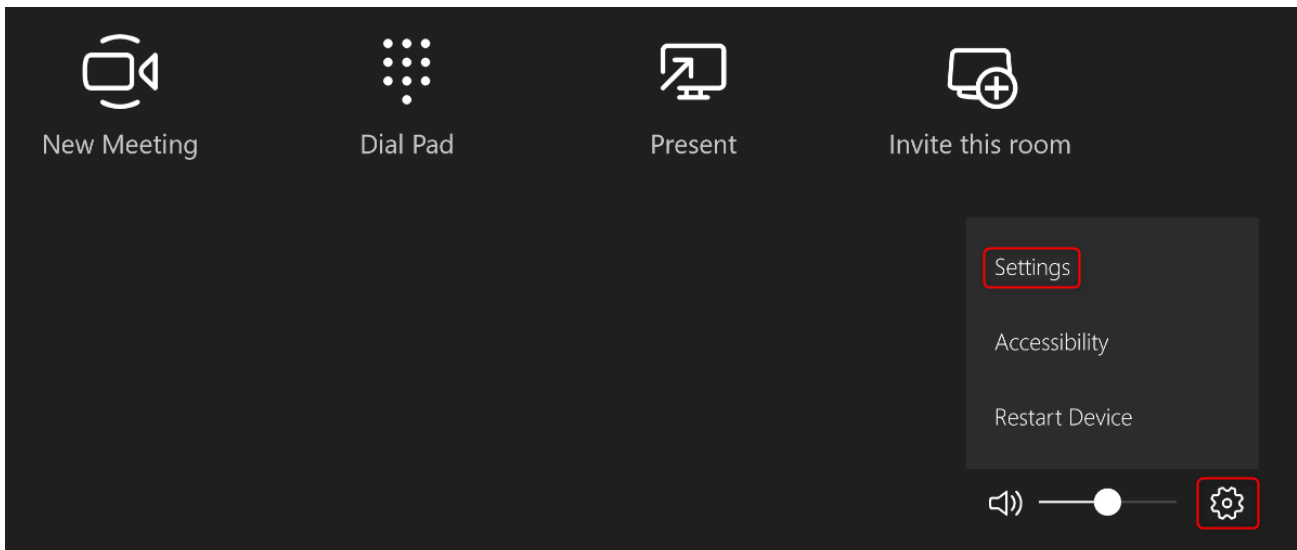 New Meeting
Dial Pad
Present
Invite this room
Settings
Accessibility
Restart Device